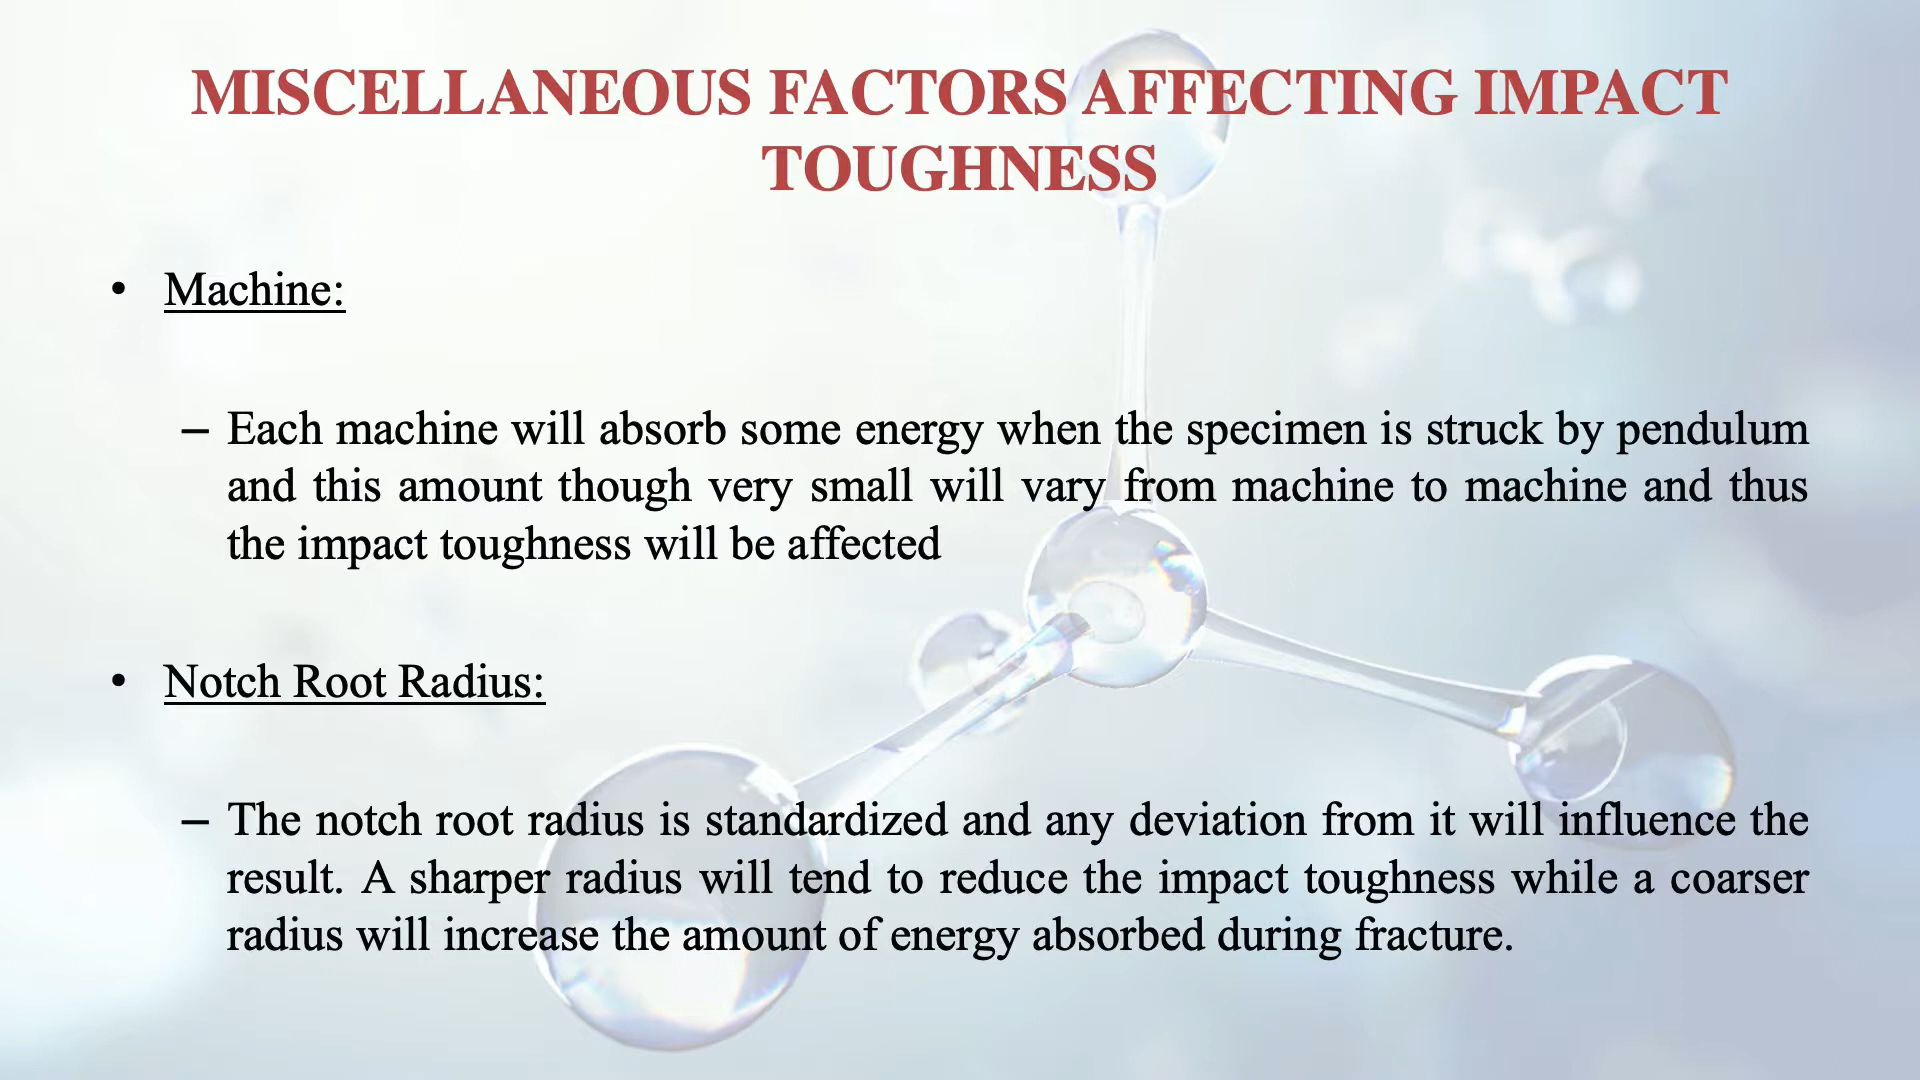 MISCELLANEOUS FACTORS AFFECTING IMPACT
TOUGHNESS
• Machine:
– Each machine will absorb some energy when the specimen is struck by pendulum
and this amount though very small will vary from machine to machine and thus
the impact toughness will be affected
• Notch Root Radius:
– The notch root radius is standardized and any deviation from it will influence the
result. A sharper radius will tend to reduce the impact toughness while a coarser
radius will increase the amount of energy absorbed during fracture.